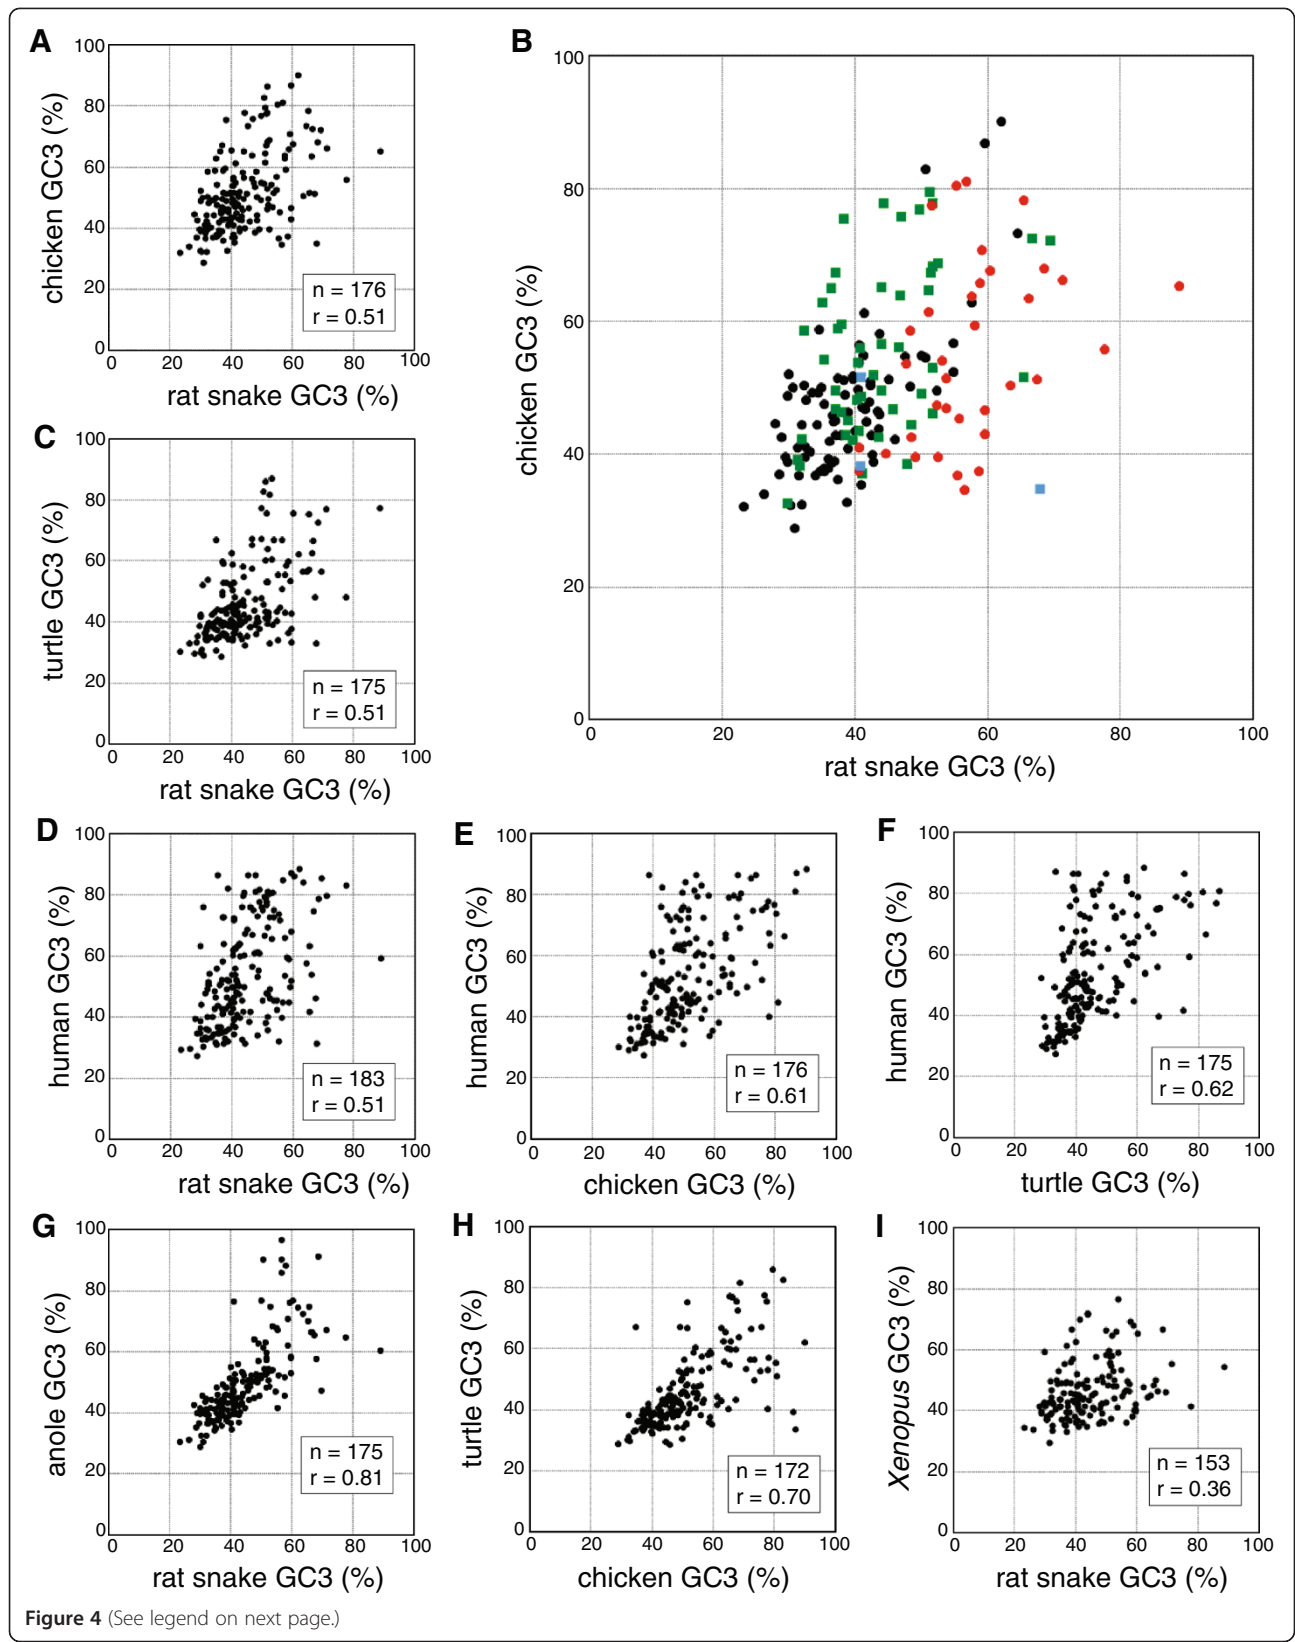 A
100
80
60
40
20
0
0 20 40 60 80 100
chicken GC3 (%)
rat snake GC3 (%)
n = 176
r = 0.51
B
100
80
60
40
20
0
0 20 40 60 80 100
chicken GC3 (%)
rat snake GC3 (%)
C
100
80
60
40
20
0
0 20 40 60 80 100
turtle GC3 (%)
rat snake GC3 (%)
n = 175
r = 0.51
D
100
80
60
40
20
0
0 20 40 60 80 100
human GC3 (%)
rat snake GC3 (%)
n = 183
r = 0.51
E
100
80
60
40
20
0
0 20 40 60 80 100
human GC3 (%)
chicken GC3 (%)
n = 176
r = 0.61
F
100
80
60
40
20
0
0 20 40 60 80 100
human GC3 (%)
turtle GC3 (%)
n = 175
r = 0.62
G
100
80
60
40
20
0
0 20 40 60 80 100
anole GC3 (%)
rat snake GC3 (%)
n = 175
r = 0.81
H
100
80
60
40
20
0
0 20 40 60 80 100
turtle GC3 (%)
chicken GC3 (%)
n = 172
r = 0.70
I
100
80
60
40
20
0
0 20 40 60 80 100
Xenopus GC3 (%)
rat snake GC3 (%)
n = 153
r = 0.36
Figure 4 (See legend on next page.)